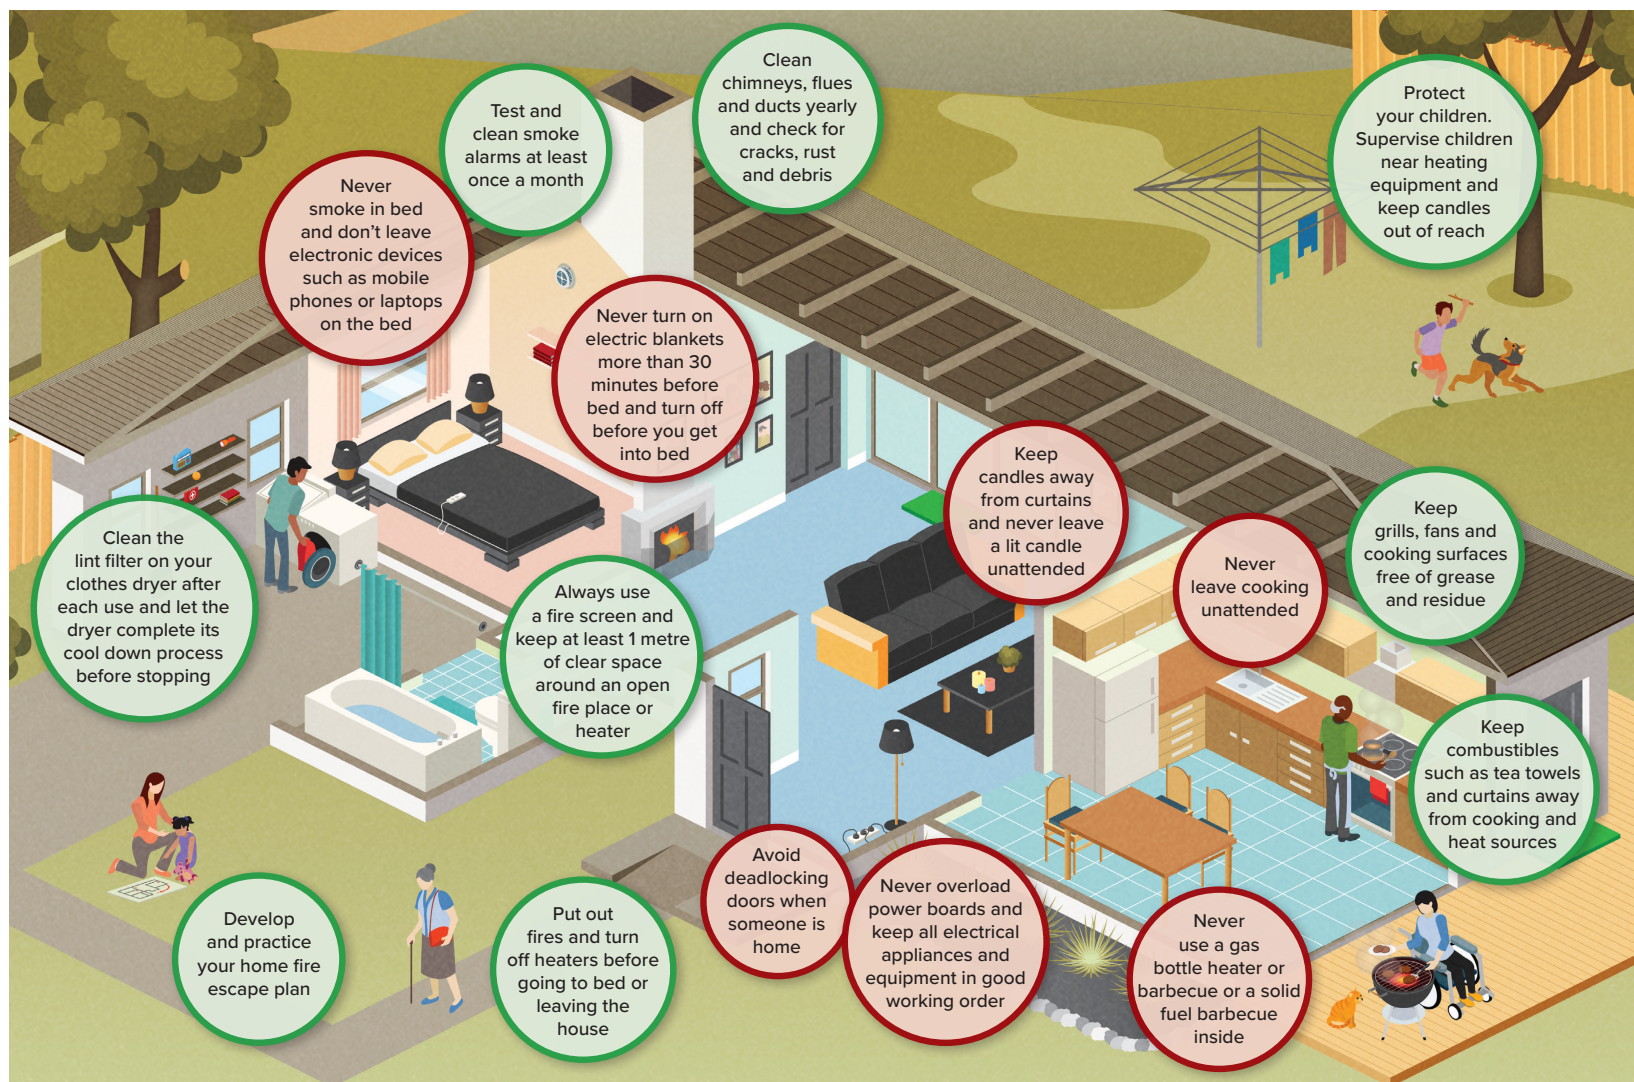 Clean
chimneys, flues
and ducts yearly
and check for
cracks, rust
and debris
Test and
clean smoke
alarms at least
once a month
Protect
your children.
Supervise children
near heating
equipment and
keep candles
out of reach
Never
smoke in bed
and don’t leave
electronic devices
such as mobile
phones or laptops
on the bed
Never turn on
electric blankets
more than 30
minutes before
bed and turn off
before you get
into bed
Keep
candles away
from curtains
and never leave
a lit candle
unattended
Keep
grills, fans and
cooking surfaces
free of grease
and residue
Never
leave cooking
unattended
Clean the
lint filter on your
clothes dryer after
each use and let the
dryer complete its
cool down process
before stopping
Always use
a fire screen and
keep at least 1 metre
of clear space
around an open
fire place or
heater
Keep
combustibles
such as tea towels
and curtains away
from cooking and
heat sources
Develop
and practice
your home fire
escape plan
Put out
fires and turn
off heaters before
going to bed or
leaving the
house
Avoid
deadlocking
doors when
someone is
home
Never overload
power boards and
keep all electrical
appliances and
equipment in good
working order
Never
use a gas
bottle heater or
barbecue or a solid
fuel barbecue
inside